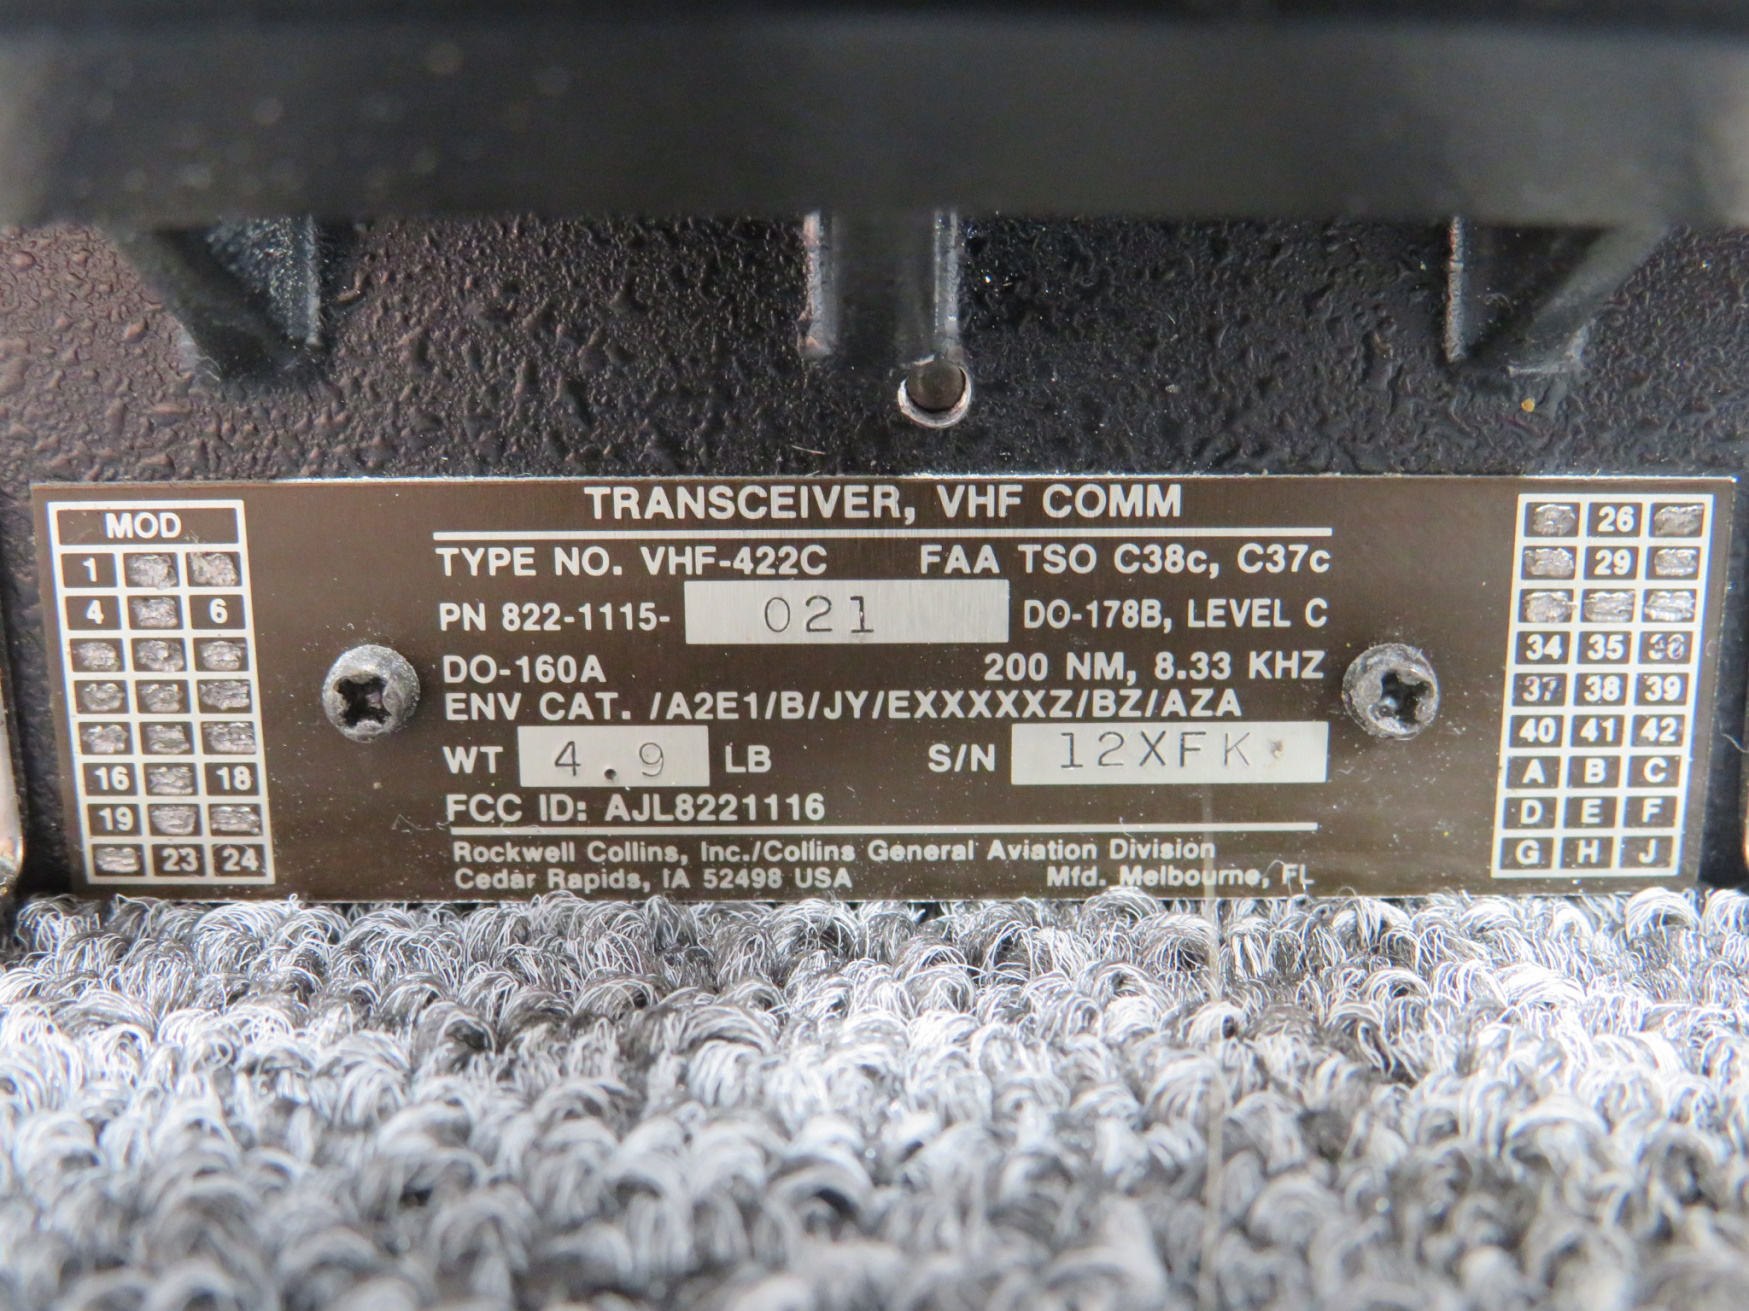 TRANSCEIVER, VHF COMM
TYPE NO. VHF-422C FAA TSO C38c, C37c
PN 822-1115- 021 DO-178B, LEVEL C
DO-160A 200 NM, 8.33 KHZ
ENV CAT. /A2E1/B/JY/EXXXXXZ/BZ/AZA
WT 4.9 LB S/N 12XFK
FCC ID: AJL8221116
Rockwell Collins, Inc./Collins General Aviation Division
Cedar Rapids, IA 52498 USA Mfd. Melbourne, FL
MOD
1
4 6
16 18
19
23 24
26
29
34 35 36
37 38 39
40 41 42
A B C
D E F
G H J